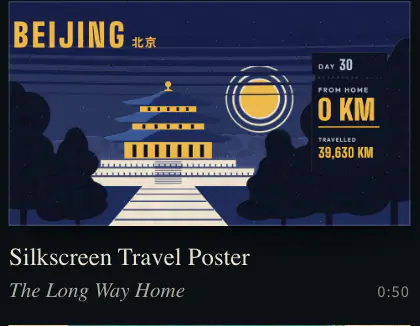 BEIJING 北京
DAY 30
FROM HOME
0 KM
TRAVELLED
39,630 KM
Silkscreen Travel Poster
The Long Way Home
0:50